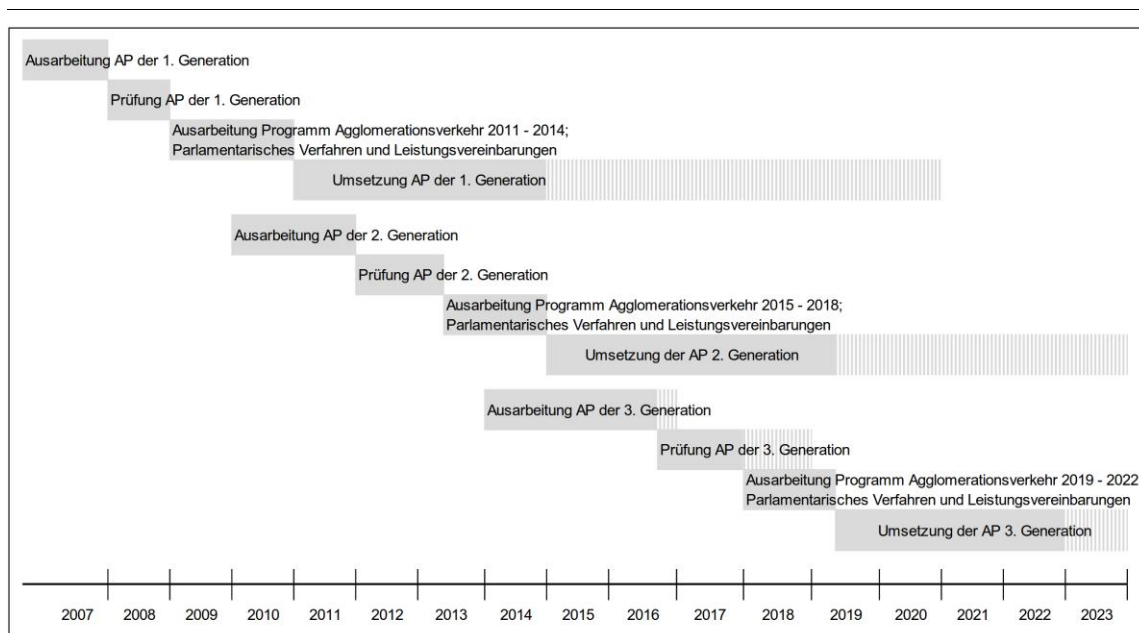 Ausarbeitung AP der 1. Generation
Prüfung AP der 1. Generation
Ausarbeitung Programm Agglomerationsverkehr 2011 - 2014;
Parlamentarisches Verfahren und Leistungsvereinbarungen
Umsetzung AP der 1. Generation
Ausarbeitung AP der 2. Generation
Prüfung AP der 2. Generation
Ausarbeitung Programm Agglomerationsverkehr 2015 - 2018;
Parlamentarisches Verfahren und Leistungsvereinbarungen
Umsetzung der AP 2. Generation
Ausarbeitung AP der 3. Generation
Prüfung AP der 3. Generation
Ausarbeitung Programm Agglomerationsverkehr 2019 - 2022
Parlamentarisches Verfahren und Leistungsvereinbarungen
Umsetzung der AP 3. Generation
2007 2008 2009 2010 2011 2012 2013 2014 2015 2016 2017 2018 2019 2020 2021 2022 2023